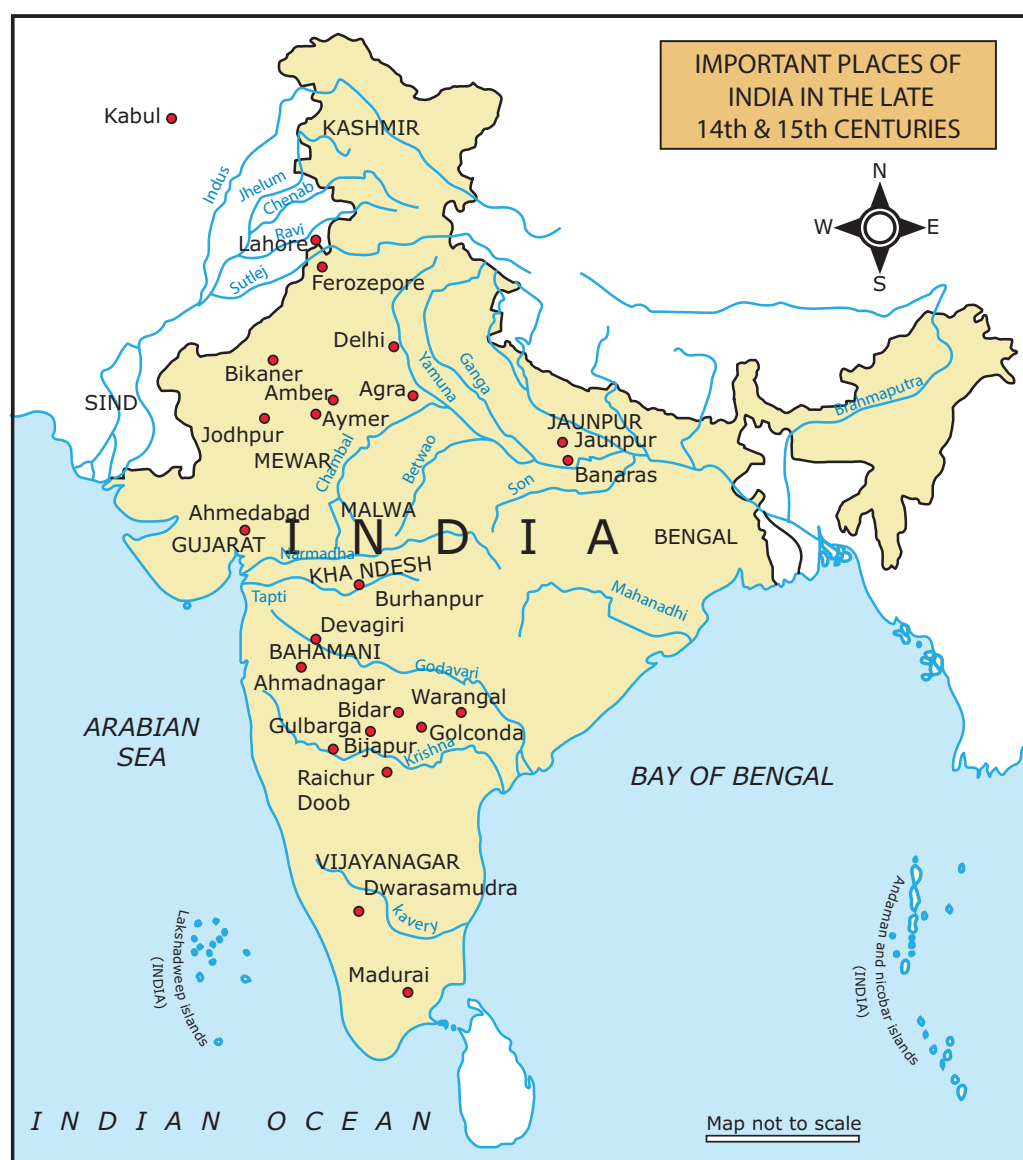 IMPORTANT PLACES OF
INDIA IN THE LATE
14th & 15th CENTURIES
Kabul
KASHMIR
N
W
E
S
Indus
Jhelum
Chenab
Ravi
Lahore
Sutlej
Ferozepore
Delhi
Bikaner
Yamuna
Ganga
Amber
Agra
SIND
Aymer
Jodhpur
MEWAR
Chambal
Betwao
JAUNPUR
Jaunpur
Banaras
Brahmaputra
Son
Ahmedabad
MALWA
GUJARAT
INDIA
BENGAL
Narmadha
KHA NDESH
Tapti
Burhanpur
Mahanadhi
Devagiri
BAHAMANI
Godavari
Ahmadnagar
Bidar
Warangal
Gulbarga
Golconda
Bijapur
Krishna
Raichur
Doob
ARABIAN
SEA
BAY OF BENGAL
VIJAYANAGAR
Dwarasamudra
kavery
Madurai
Lakshadweep islands
(INDIA)
Andaman and nicobar islands
(INDIA)
INDIAN OCEAN
Map not to scale